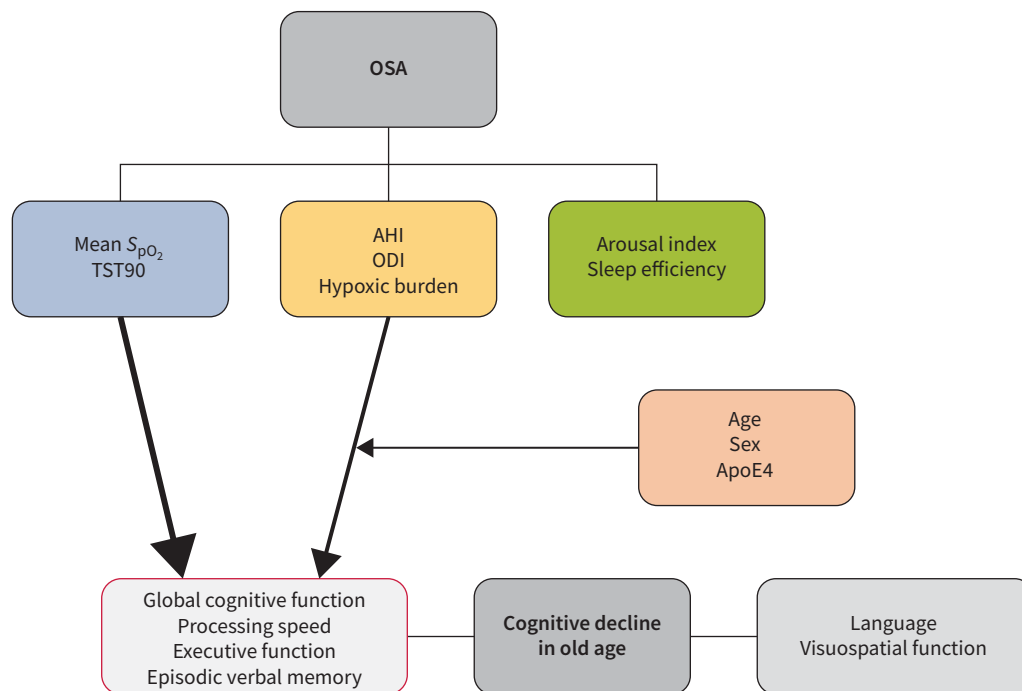 OSA
Mean SpO2
TST90
AHI
ODI
Hypoxic burden
Arousal index
Sleep efficiency
Age
Sex
ApoE4
Global cognitive function
Processing speed
Executive function
Episodic verbal memory
Cognitive decline
in old age
Language
Visuospatial function